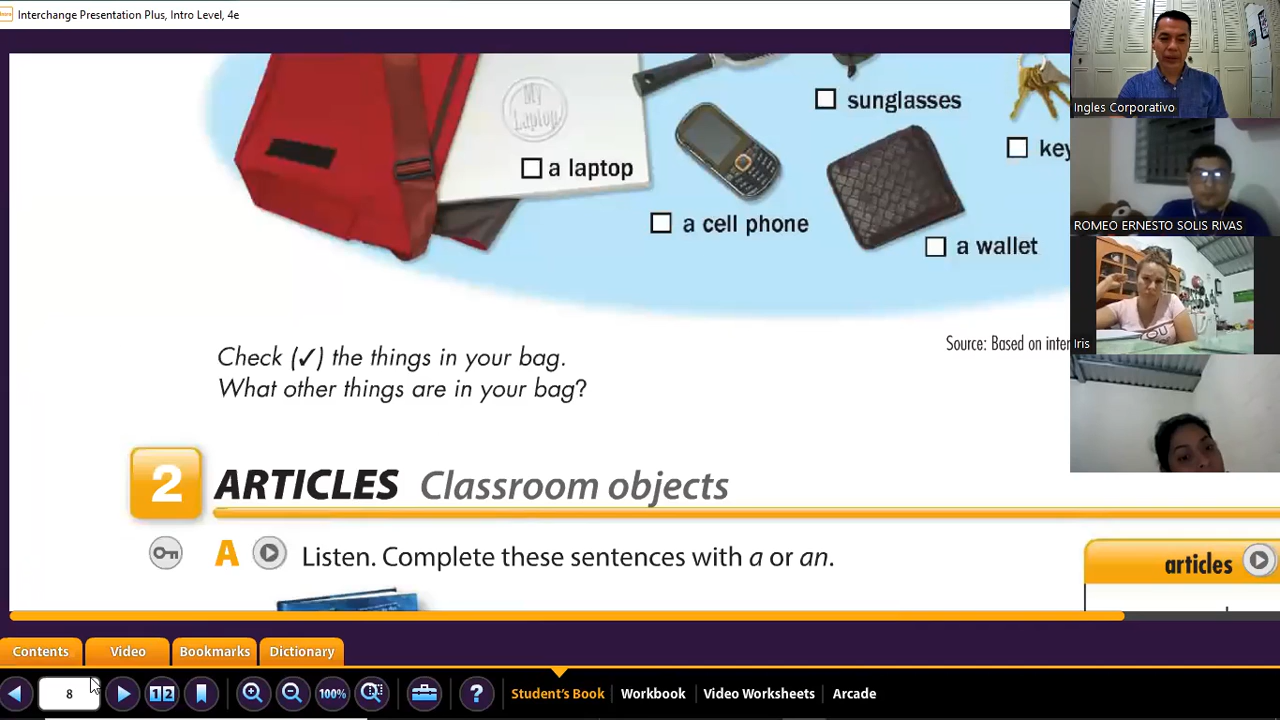 Interchange Presentation Plus, Intro Level, 4e
Ingles Corporativo
My
Laptop
sunglasses
a laptop
key
a cell phone
ROMEO ERNESTO SOLIS RIVAS
a wallet
Source: Based on inter
Iris
Check (✓) the things in your bag.
What other things are in your bag?
2 ARTICLES Classroom objects
A Listen. Complete these sentences with a or an.
articles
Contents Video Bookmarks Dictionary
8 1 2 100% ? Student's Book Workbook Video Worksheets Arcade